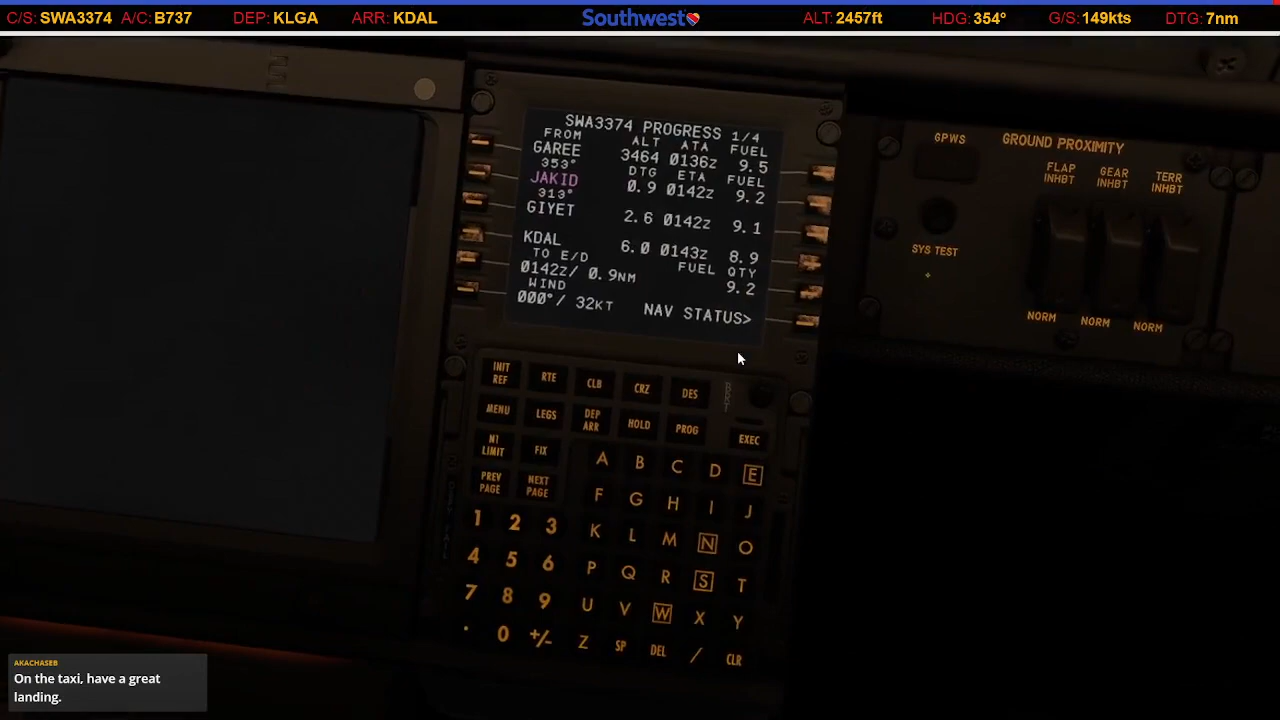 C/S: SWA3374 A/C: B737 DEP: KLGA ARR: KDAL Southwest ALT: 2457ft HDG: 354° G/S: 149kts DTG: 7nm
SWA3374 PROGRESS 1/4
FROM ALT ATA FUEL
GAREE 3464 0136z 9.5
353° DTG ETA FUEL
JAKID 0.9 0142z 9.2
313°
GIYET 2.6 0142z 9.1
KDAL 6.0 0143z 8.9
TO E/D FUEL QTY
0142z/ 0.9NM 9.2
WIND
000°/ 32KT NAV STATUS>
GPWS
GROUND PROXIMITY
FLAP INHBT
GEAR INHBT
TERR INHBT
SYS TEST
NORM NORM NORM
INIT REF RTE CLB CRZ DES
BRT
MENU LEGS DEP ARR HOLD PROG EXEC
N1 LIMIT FIX
PREV PAGE NEXT PAGE
A B C D E
F G H I J
K L M N O
P Q R S T
U V W X Y
Z SP DEL / CLR
1 2 3
4 5 6
7 8 9
. 0 +/-
AKACHASEB
On the taxi, have a great
landing.